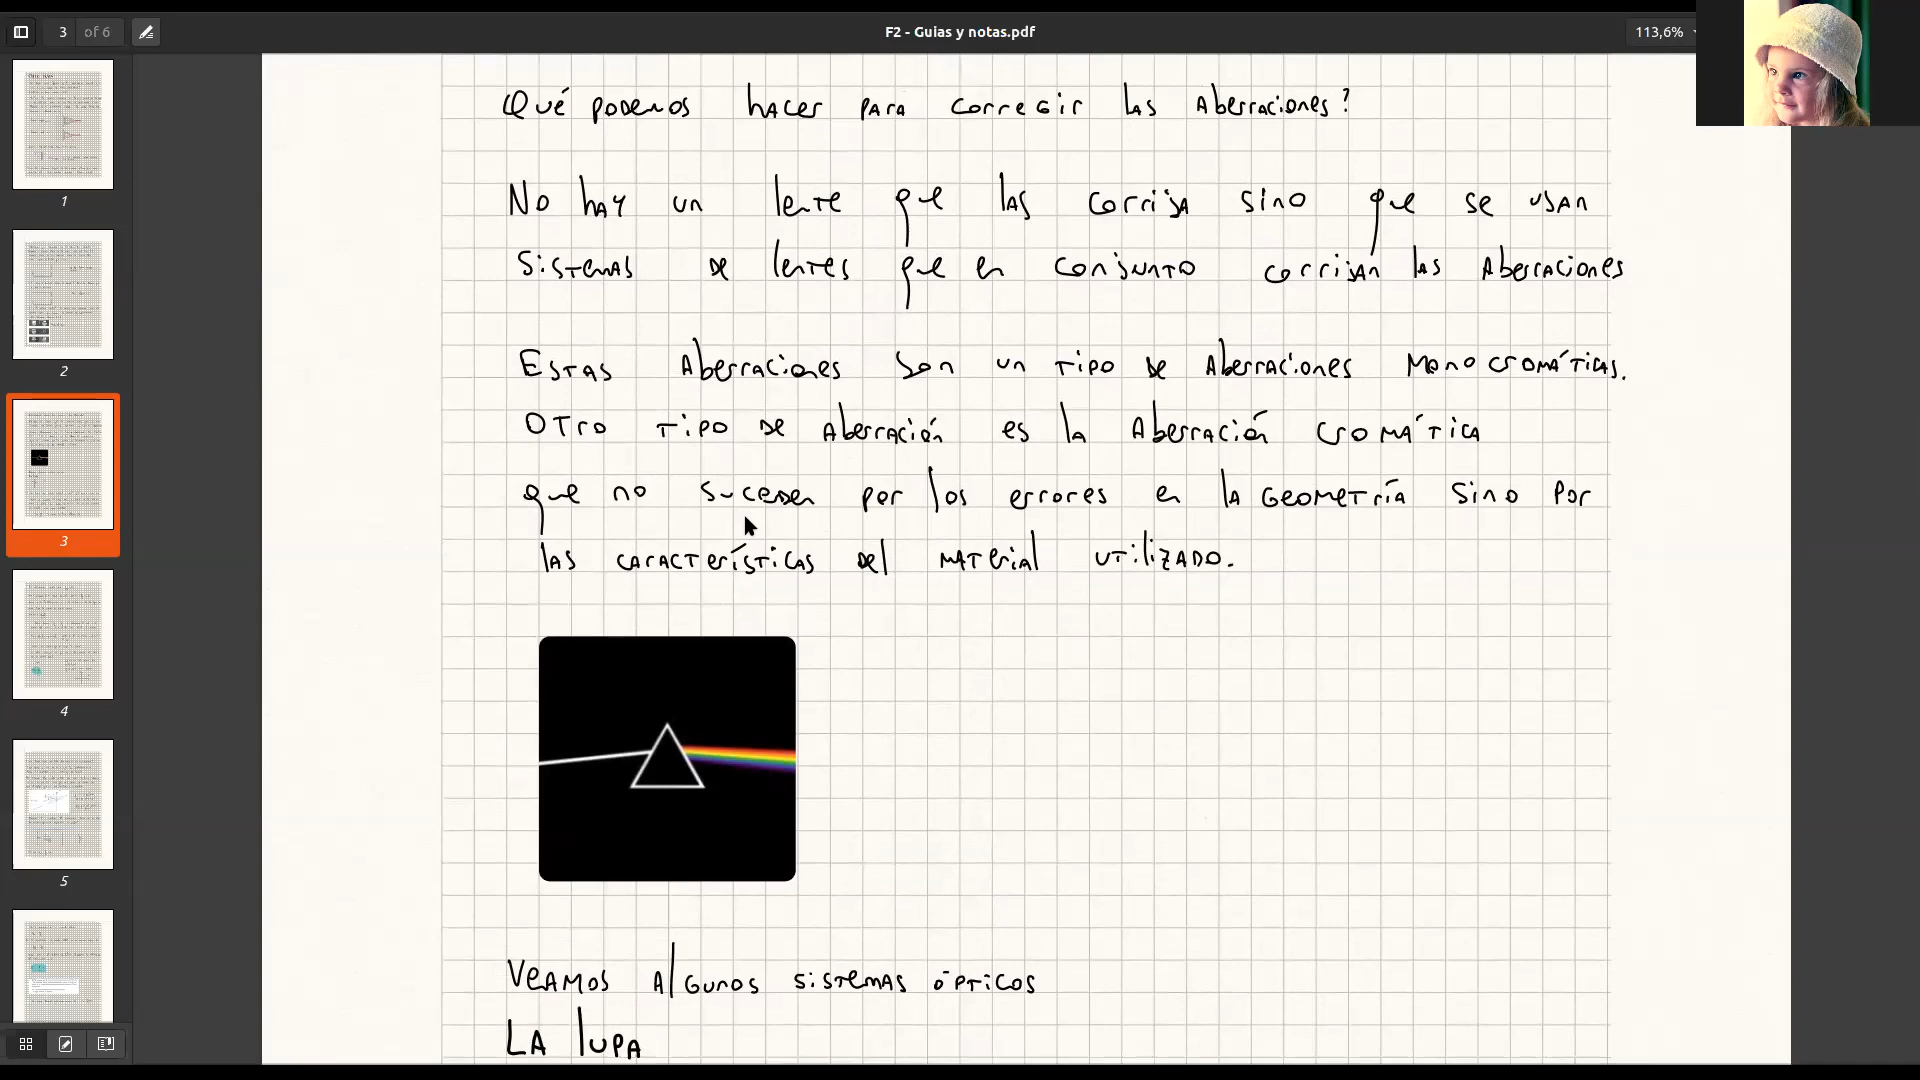 3 of 6
F2 - Guias y notas.pdf
113,6%
Qué podemos hacer para corregir las aberraciones?
No hay un lente que las corrija sino que se usan
sistemas de lentes que en conjunto corrijan las aberraciones
Estas aberraciones son un tipo de aberraciones monocromáticas.
Otro tipo de aberración es la aberración cromática
que no suceden por los errores en la geometría sino por
las características del material utilizado.
Veamos algunos sistemas ópticos
La lupa
1
2
3
4
5